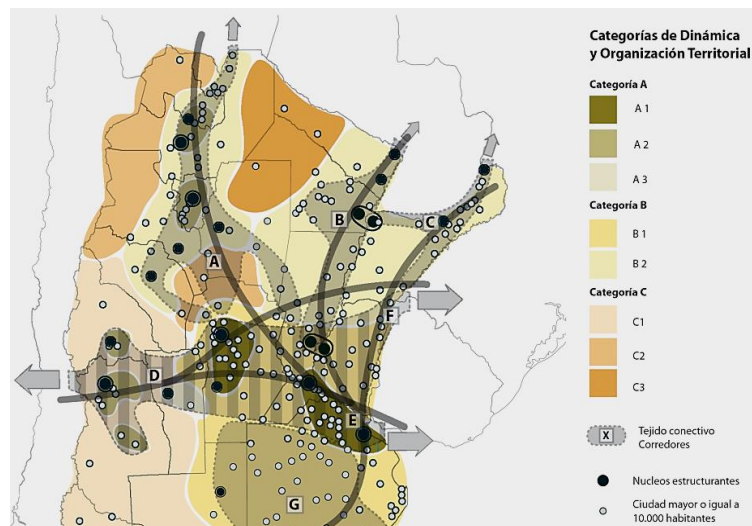 Categorías de Dinámica
y Organización Territorial
Categoría A
A 1
A 2
A 3
Categoría B
B 1
B 2
Categoría C
C1
C2
C3
X
Tejido conectivo
Corredores
Nucleos estructurantes
Ciudad mayor o igual a
10.000 habitantes
B
C
A
F
D
E
G